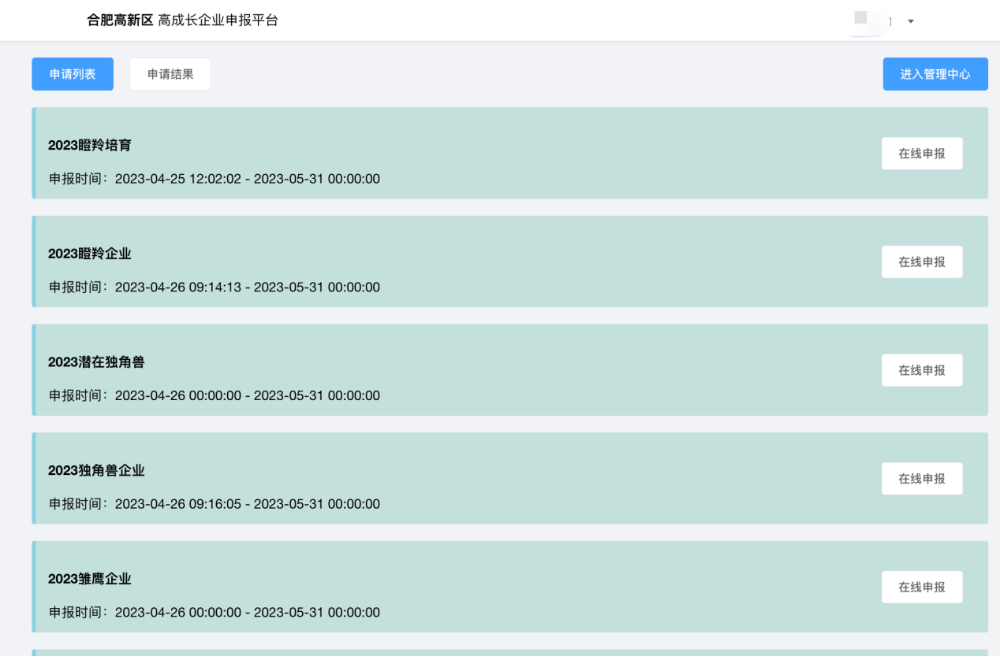 合肥高新区 高成长企业申报平台
申请列表
申请结果
进入管理中心
2023瞪羚培育
在线申报
申报时间：2023-04-25 12:02:02 - 2023-05-31 00:00:00
2023瞪羚企业
在线申报
申报时间：2023-04-26 09:14:13 - 2023-05-31 00:00:00
2023潜在独角兽
在线申报
申报时间：2023-04-26 00:00:00 - 2023-05-31 00:00:00
2023独角兽企业
在线申报
申报时间：2023-04-26 09:16:05 - 2023-05-31 00:00:00
2023雏鹰企业
在线申报
申报时间：2023-04-26 00:00:00 - 2023-05-31 00:00:00